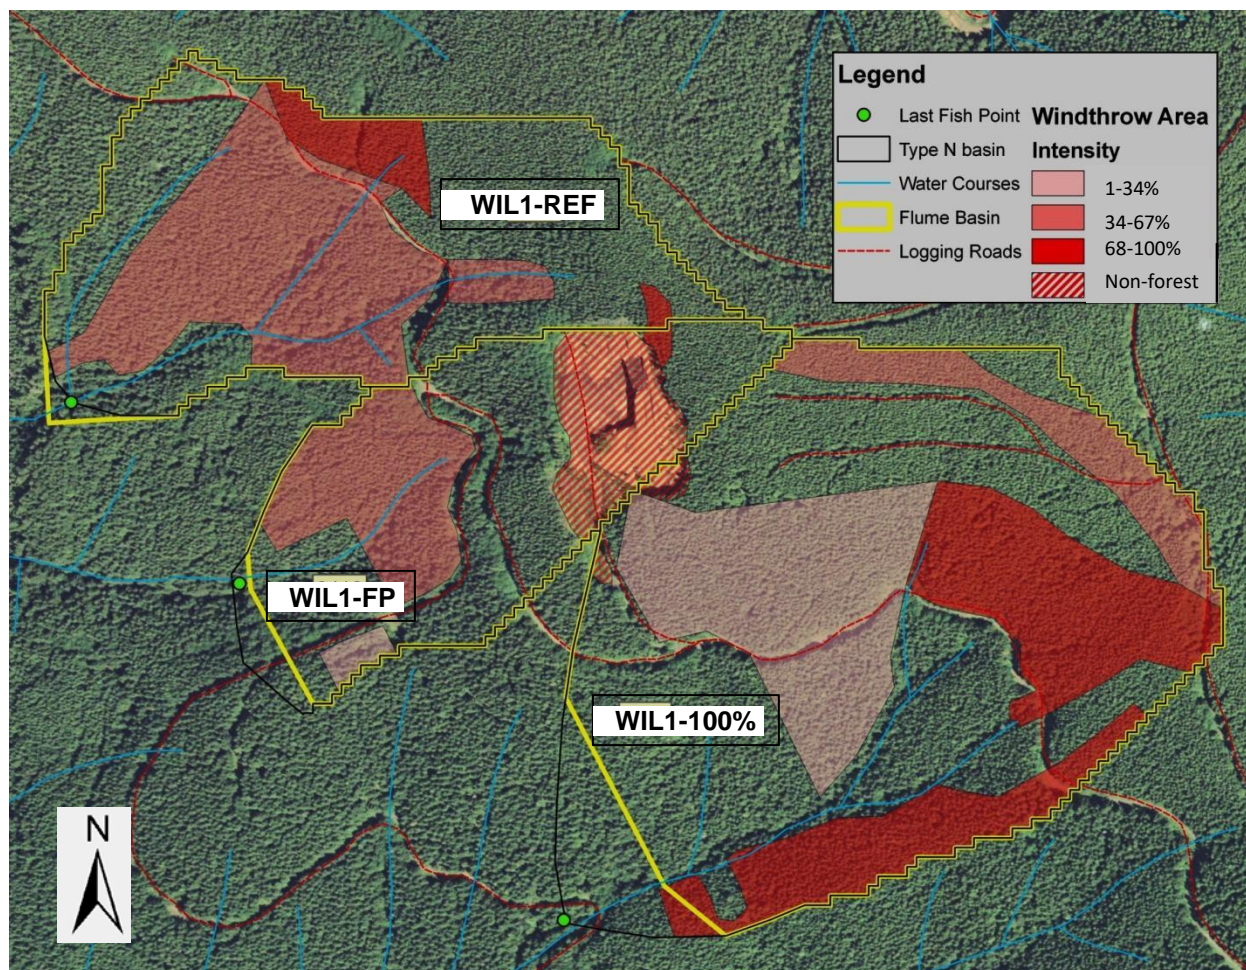 Legend
Last Fish Point
Type N basin
Water Courses
Flume Basin
Logging Roads
Windthrow Area
Intensity
1-34%
34-67%
68-100%
Non-forest
WIL1-REF
WIL1-FP
WIL1-100%
N